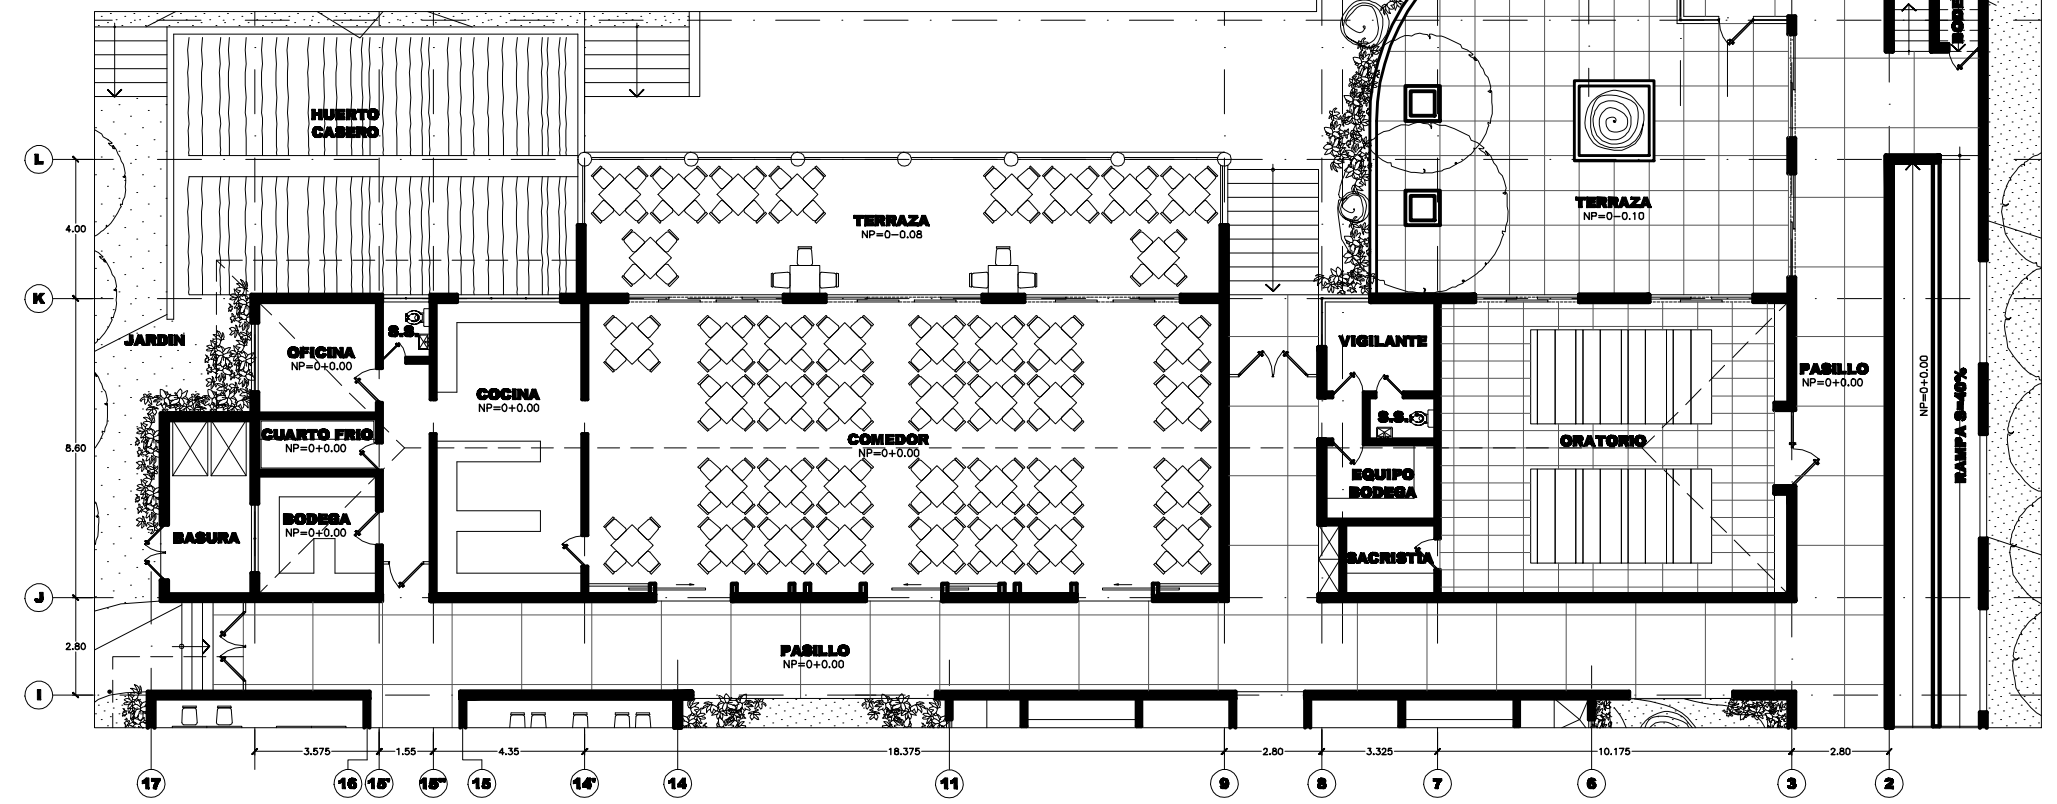 BODE
HUERTO
CASERO
L
TERRAZA
NP=0-0.08
TERRAZA
NP=0-0.10
4.00
K
JARDIN
OFICINA
NP=0+0.00
S.S.
COCINA
NP=0+0.00
VIGILANTE
PASILLO
NP=0+0.00
NP=0+0.00
RAMPA S=40%
CUARTO FRIO
NP=0+0.00
8.60
COMEDOR
NP=0+0.00
S.S.
ORATORIO
EQUIPO
BODEGA
BODEGA
NP=0+0.00
BASURA
SACRISTIA
J
2.80
PASILLO
NP=0+0.00
I
3.575
1.55
4.35
18.375
2.80
3.325
10.175
2.80
17
16
15'
15"
15
14'
14
11
9
8
7
6
3
2